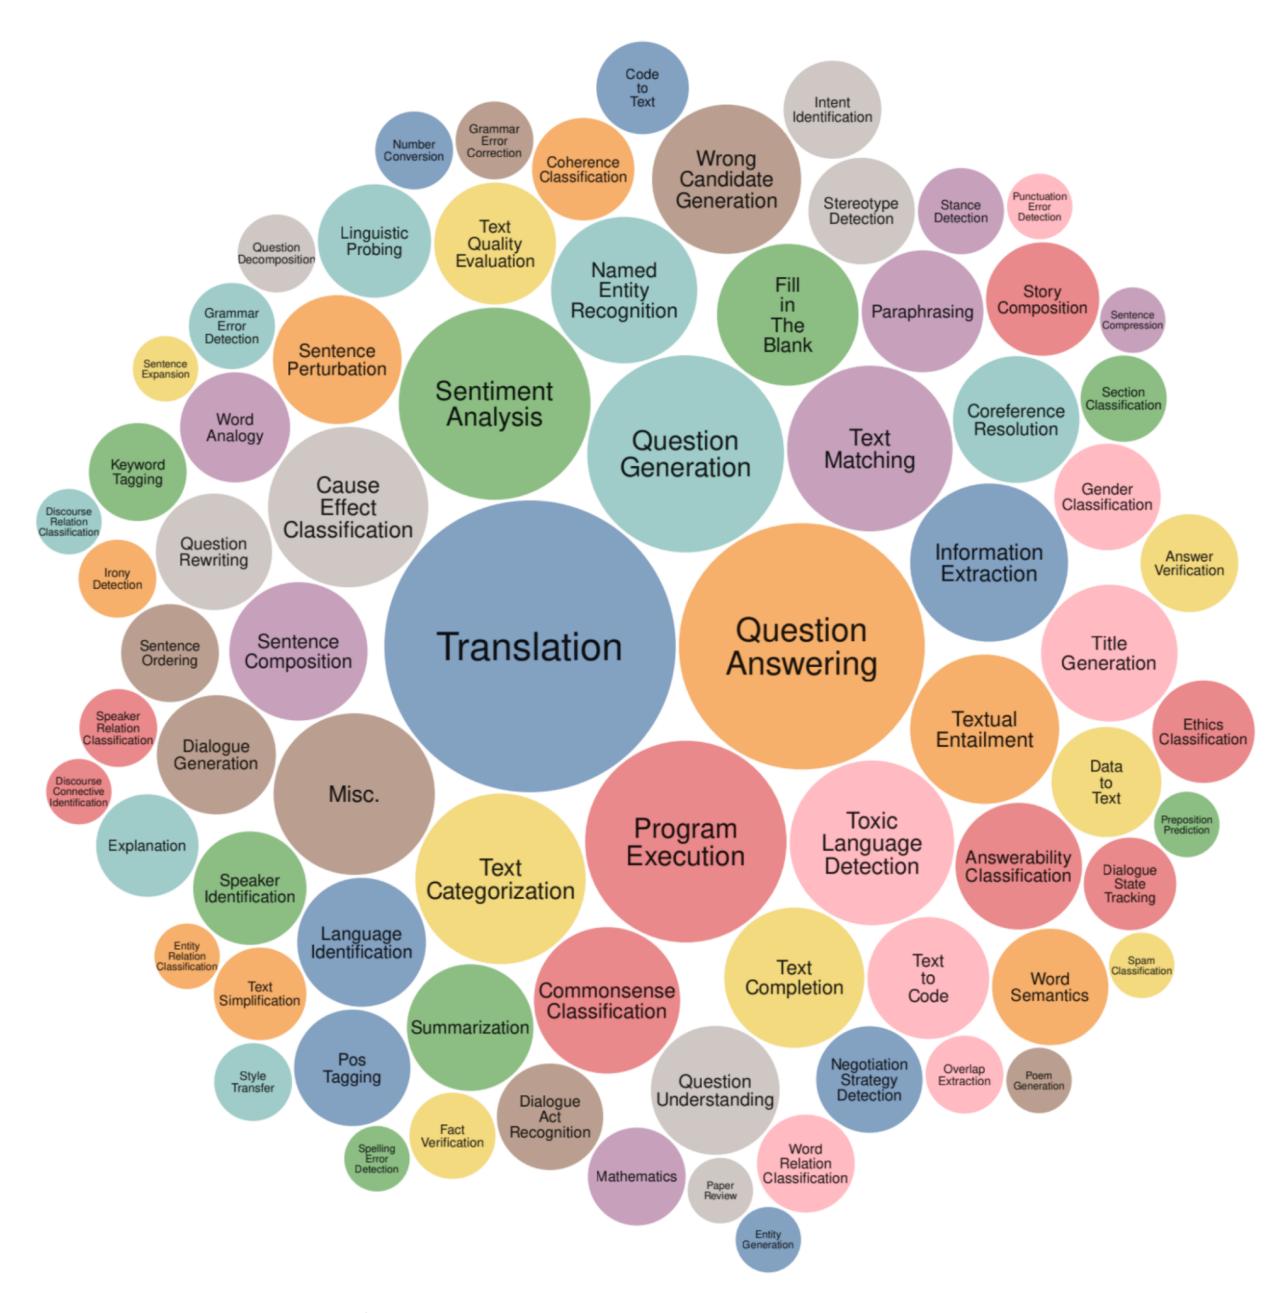 Code
to
Text
Intent
Identification
Number
Conversion
Grammar
Error
Correction
Coherence
Classification
Wrong
Candidate
Generation
Stereotype
Detection
Stance
Detection
Punctuation
Error
Detection
Question
Decomposition
Linguistic
Probing
Text
Quality
Evaluation
Named
Entity
Recognition
Fill
in
The
Blank
Paraphrasing
Story
Composition
Sentence
Compression
Grammar
Error
Detection
Sentence
Expansion
Sentence
Perturbation
Sentiment
Analysis
Question
Generation
Text
Matching
Coreference
Resolution
Section
Classification
Word
Analogy
Keyword
Tagging
Cause
Effect
Classification
Gender
Classification
Discourse
Relation
Classification
Question
Rewriting
Information
Extraction
Answer
Verification
Irony
Detection
Sentence
Ordering
Sentence
Composition
Translation
Question
Answering
Title
Generation
Speaker
Relation
Classification
Dialogue
Generation
Textual
Entailment
Ethics
Classification
Discourse
Connective
Identification
Misc.
Data
to
Text
Explanation
Program
Execution
Toxic
Language
Detection
Preposition
Prediction
Speaker
Identification
Text
Categorization
Answerability
Classification
Dialogue
State
Tracking
Entity
Relation
Classification
Language
Identification
Text
Simplification
Commonsense
Classification
Text
Completion
Text
to
Code
Word
Semantics
Spam
Classification
Summarization
Style
Transfer
Pos
Tagging
Question
Understanding
Negotiation
Strategy
Detection
Overlap
Extraction
Poem
Generation
Spelling
Error
Detection
Fact
Verification
Dialogue
Act
Recognition
Mathematics
Paper
Review
Word
Relation
Classification
Entity
Generation